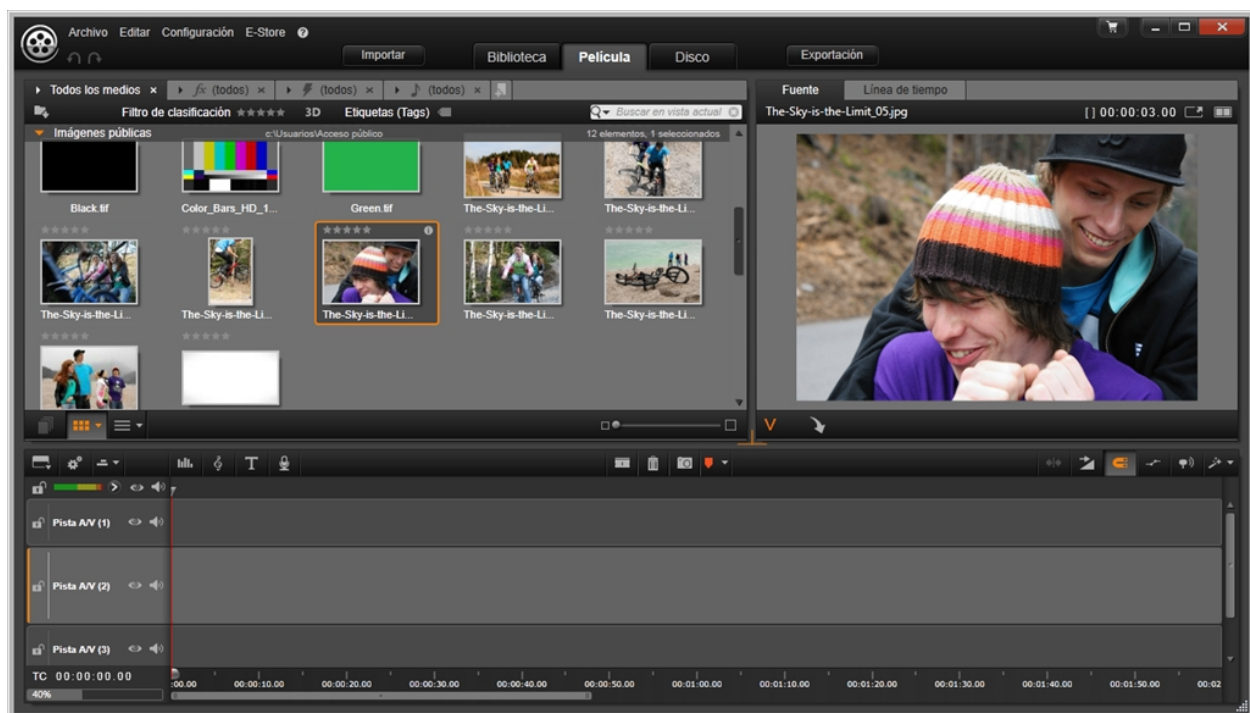 Archivo Editar Configuración E-Store ?
Importar Biblioteca Película Disco Exportación
Todos los medios × fx (todos) × (todos) × (todos) ×
Filtro de clasificación 3D Etiquetas (Tags) Buscar en vista actual
Imágenes públicas c:\Usuarios\Acceso público 12 elementos, 1 seleccionados
Black.tif Color_Bars_HD_1... Green.tif The-Sky-is-the-Li... The-Sky-is-the-Li...
The-Sky-is-the-Li... The-Sky-is-the-Li... The-Sky-is-the-Li... The-Sky-is-the-Li... The-Sky-is-the-Li...
Fuente Línea de tiempo
The-Sky-is-the-Limit_05.jpg [ ] 00:00:03.00
V
T
Pista A/V (1)
Pista A/V (2)
Pista A/V (3)
TC 00:00:00.00
40%
:00.00 00:00:10.00 00:00:20.00 00:00:30.00 00:00:40.00 00:00:50.00 00:01:00.00 00:01:10.00 00:01:20.00 00:01:30.00 00:01:40.00 00:01:50.00 00:02